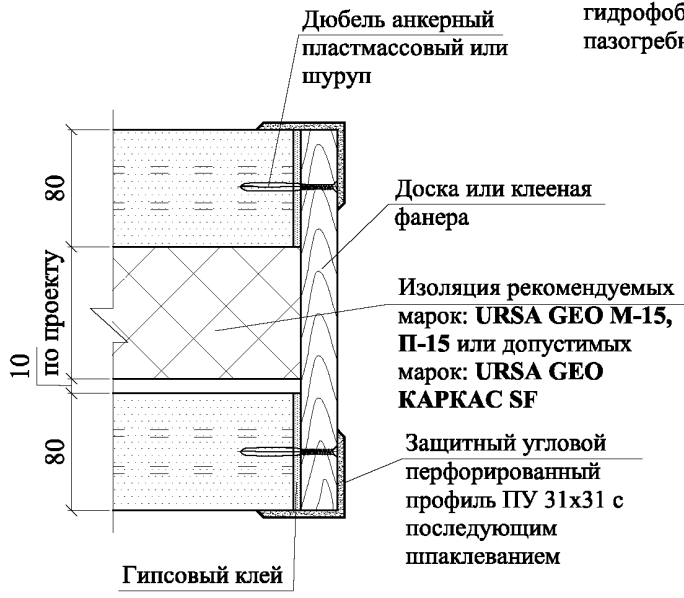 Дюбель анкерный
пластмассовый или
шуруп
80
по проекту
10
80
Доска или клееная
фанера
Изоляция рекомендуемых
марок: URSA GEO М-15,
П-15 или допустимых
марок: URSA GEO
КАРКАС SF
Защитный угловой
перфорированный
профиль ПУ 31х31 с
последующим
шпаклеванием
Гипсовый клей